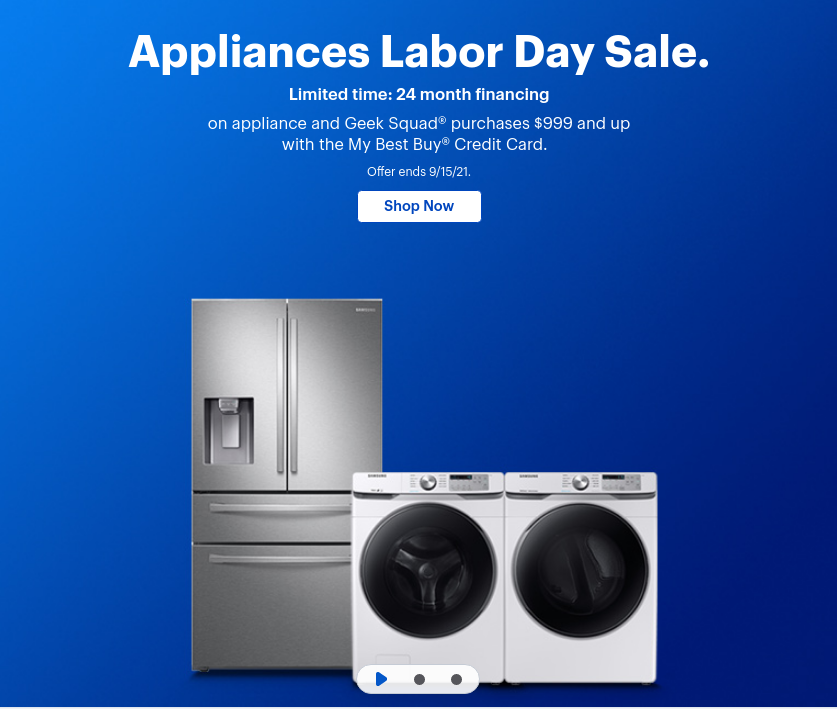 Appliances Labor Day Sale.
Limited time: 24 month financing
on appliance and Geek Squad® purchases $999 and up
with the My Best Buy® Credit Card.
Offer ends 9/15/21.
Shop Now
SAMSUNG
SAMSUNG
SAMSUNG